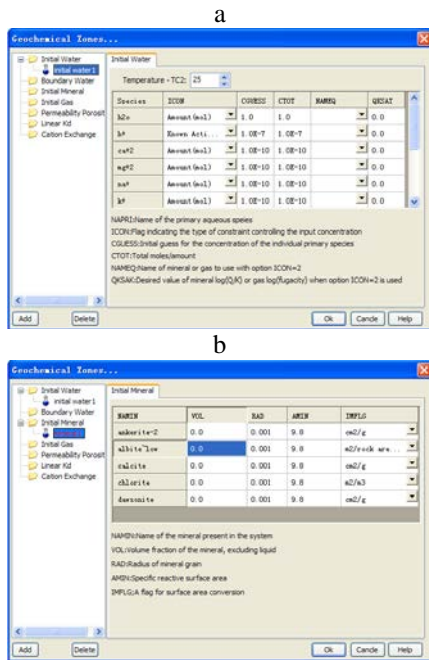 a
Geochemical Zones...
Initial Water
initial water1
Boundary Water
Initial Mineral
Initial Gas
Permeability Porosit
Linear Kd
Cation Exchange
Initial Water
Temperature - TC2: 25
Species ICON CGUESS CTOT NAMEQ QKSAT
h2o Amount(mol) 1.0 1.0 0.0
h+ Known Acti... 1.0E-7 1.0E-7 0.0
ca+2 Amount(mol) 1.0E-10 1.0E-10 0.0
mg+2 Amount(mol) 1.0E-10 1.0E-10 0.0
na+ Amount(mol) 1.0E-10 1.0E-10 0.0
k+ Amount(mol) 1.0E-10 1.0E-10 0.0
NAPRI:Name of the primary aqueous speies
ICON:Flag indicating the type of constraint controlling the input concentration
CGUESS:Initial guess for the concentration of the individual primary species
CTOT:Total moles/amount
NAMEQ:Name of mineral or gas to use with option ICON=2
QKSAK:Desired value of mineral log(Q/K) or gas log(fugacity) when option ICON=2 is used
Add Delete Ok Cancle Help
b
Geochemical Zones...
Initial Water
initial water1
Boundary Water
Initial Mineral
Initial Gas
Permeability Porosit
Linear Kd
Cation Exchange
Initial Mineral
NAMIN VOL RAD AMIN IMFLG
ankerite-2 0.0 0.001 9.8 cm2/g
albite~low 0.0 0.001 9.8 m2/rock are...
calcite 0.0 0.001 9.8 cm2/g
chlorite 0.0 0.001 9.8 m2/m3
dawsonite 0.0 0.001 9.8 cm2/g
NAMIN:Name of the mineral present in the system
VOL:Volume fraction of the mineral, excluding liquid
RAD:Radius of mineral grain
AMIN:Specific reactive surface area
IMFLG:A flag for surface area conversion
Add Delete Ok Cancle Help